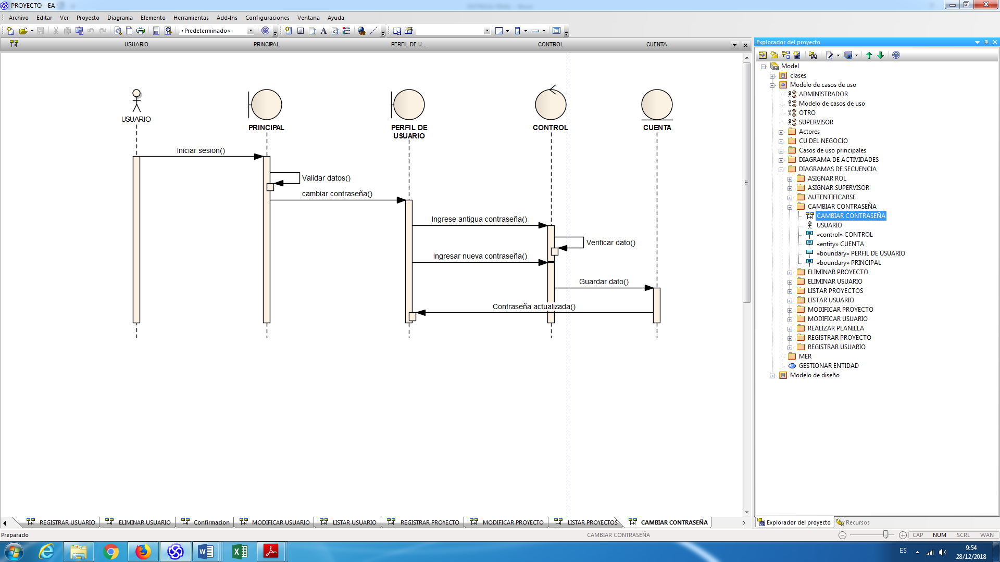 PROYECTO - EA
Archivo Editar Ver Proyecto Diagrama Elemento Herramientas Add-Ins Configuraciones Ventana Ayuda
<Predeterminado>
USUARIO PRINCIPAL PERFIL DE U... CONTROL CUENTA
USUARIO
PRINCIPAL
PERFIL DE
USUARIO
CONTROL
CUENTA
Iniciar sesion()
Validar datos()
cambiar contraseña()
Ingrese antigua contraseña()
Verificar dato()
Ingresar nueva contraseña()
Guardar dato()
Contraseña actualizada()
Explorador del proyecto
Model
clases
Modelo de casos de uso
ADMINISTRADOR
Modelo de casos de uso
OTRO
SUPERVISOR
Actores
CU DEL NEGOCIO
Casos de uso principales
DIAGRAMA DE ACTIVIDADES
DIAGRAMAS DE SECUENCIA
ASIGNAR ROL
ASIGNAR SUPERVISOR
AUTENTIFICARSE
CAMBIAR CONTRASEÑA
CAMBIAR CONTRASEÑA
USUARIO
«control» CONTROL
«entity» CUENTA
«boundary» PERFIL DE USUARIO
«boundary» PRINCIPAL
ELIMINAR PROYECTO
ELIMINAR USUARIO
LISTAR PROYECTOS
LISTAR USUARIO
MODIFICAR PROYECTO
MODIFICAR USUARIO
REALIZAR PLANILLA
REGISTRAR PROYECTO
REGISTRAR USUARIO
MER
GESTIONAR ENTIDAD
Modelo de diseño
REGISTRAR USUARIO ELIMINAR USUARIO Confirmacion MODIFICAR USUARIO LISTAR USUARIO REGISTRAR PROYECTO MODIFICAR PROYECTO LISTAR PROYECTOS CAMBIAR CONTRASEÑA
Explorador del proyecto Recursos
Preparado CAMBIAR CONTRASEÑA CAP NUM SCRL WAN
ES 9:54
28/12/2018